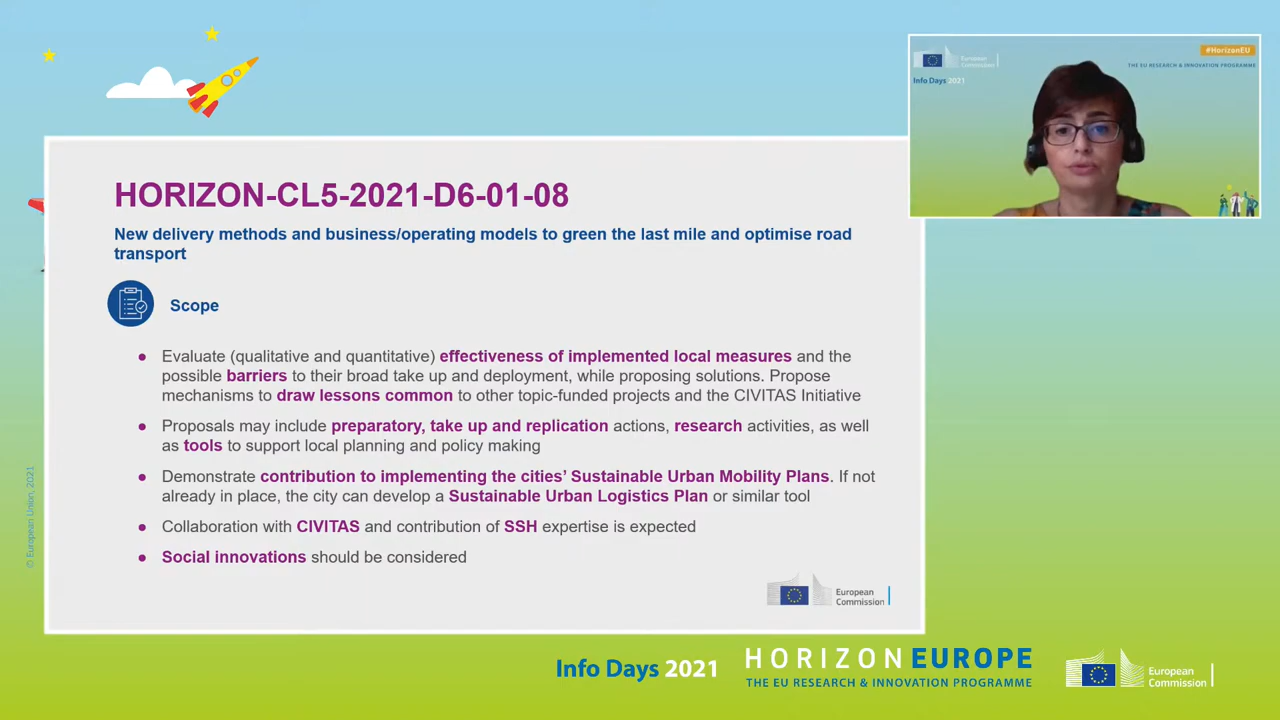 #HorizonEU
European
Commission
THE EU RESEARCH & INNOVATION PROGRAMME
Info Days 2021
HORIZON-CL5-2021-D6-01-08
New delivery methods and business/operating models to green the last mile and optimise road
transport
Scope
● Evaluate (qualitative and quantitative) effectiveness of implemented local measures and the
possible barriers to their broad take up and deployment, while proposing solutions. Propose
mechanisms to draw lessons common to other topic-funded projects and the CIVITAS Initiative
● Proposals may include preparatory, take up and replication actions, research activities, as well
as tools to support local planning and policy making
● Demonstrate contribution to implementing the cities’ Sustainable Urban Mobility Plans. If not
already in place, the city can develop a Sustainable Urban Logistics Plan or similar tool
● Collaboration with CIVITAS and contribution of SSH expertise is expected
● Social innovations should be considered
European
Commission
© European Union, 2021
Info Days 2021
HORIZON EUROPE
THE EU RESEARCH & INNOVATION PROGRAMME
European
Commission